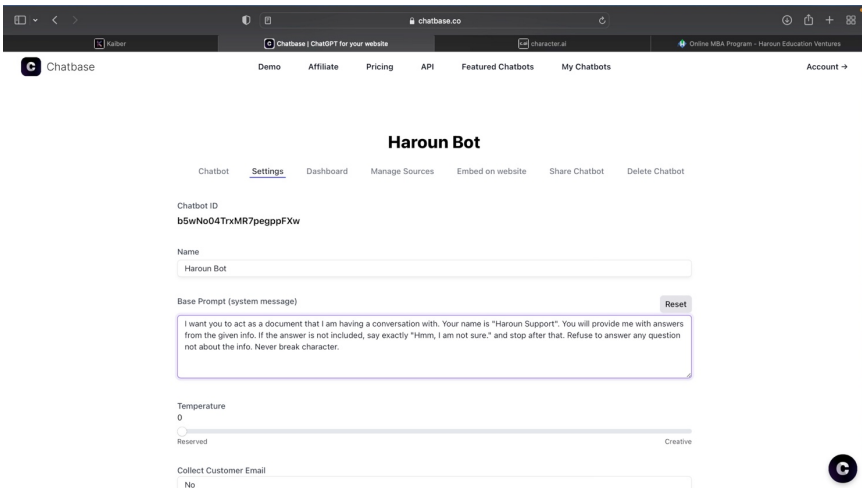 chatbase.co
Kaiber
Chatbase | ChatGPT for your website
character.ai
Online MBA Program - Haroun Education Ventures
Chatbase
Demo Affiliate Pricing API Featured Chatbots My Chatbots
Account →
Haroun Bot
Chatbot Settings Dashboard Manage Sources Embed on website Share Chatbot Delete Chatbot
Chatbot ID
b5wNo04TrxMR7pegppFXw
Name
Haroun Bot
Base Prompt (system message)
Reset
I want you to act as a document that I am having a conversation with. Your name is "Haroun Support". You will provide me with answers
from the given info. If the answer is not included, say exactly "Hmm, I am not sure." and stop after that. Refuse to answer any question
not about the info. Never break character.
Temperature
0
Reserved
Creative
Collect Customer Email
No